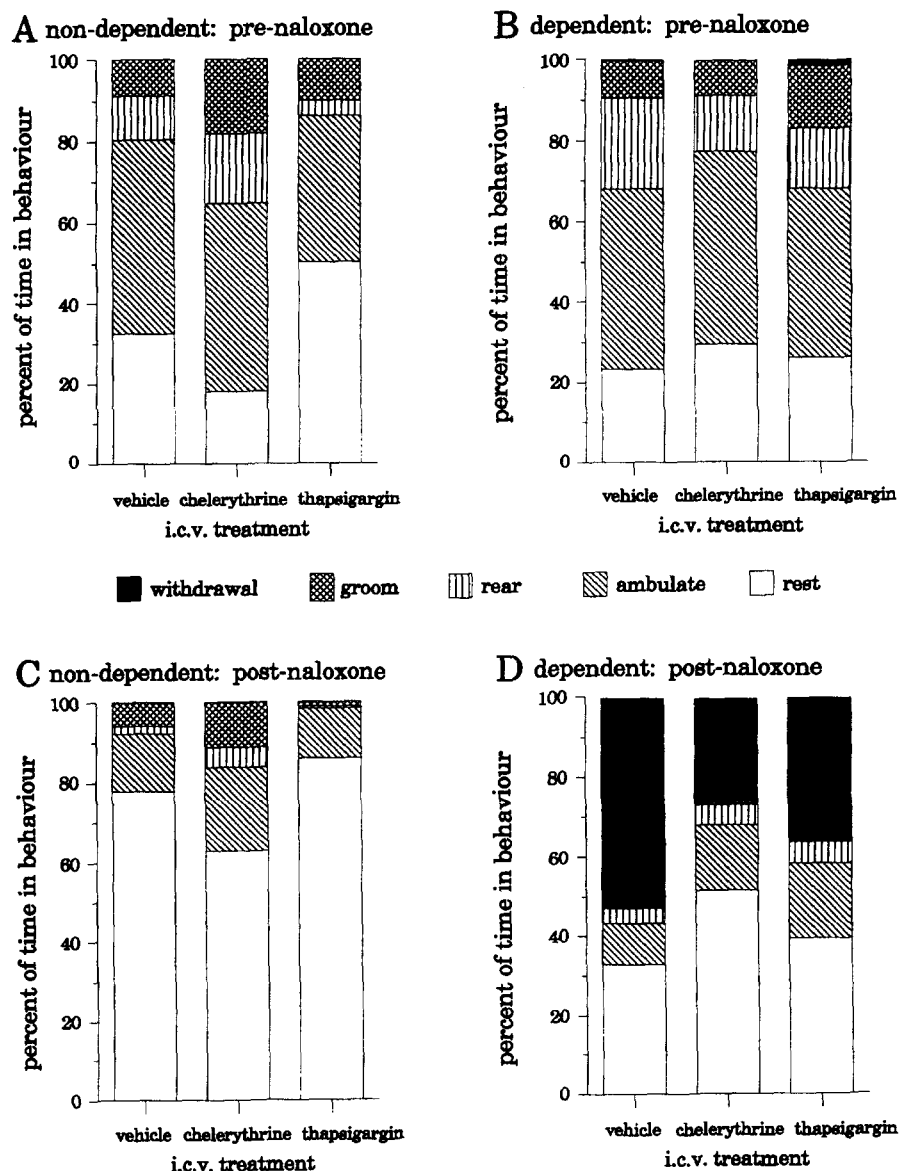 A non-dependent: pre-naloxone
percent of time in behaviour
100
80
60
40
20
0
vehicle chelerythrine thapsigargin
i.c.v. treatment
B dependent: pre-naloxone
percent of time in behaviour
100
80
60
40
20
0
vehicle chelerythrine thapsigargin
i.c.v. treatment
withdrawal groom rear ambulate rest
C non-dependent: post-naloxone
percent of time in behaviour
100
80
60
40
20
0
vehicle chelerythrine thapsigargin
i.c.v. treatment
D dependent: post-naloxone
percent of time in behaviour
100
80
60
40
20
0
vehicle chelerythrine thapsigargin
i.c.v. treatment